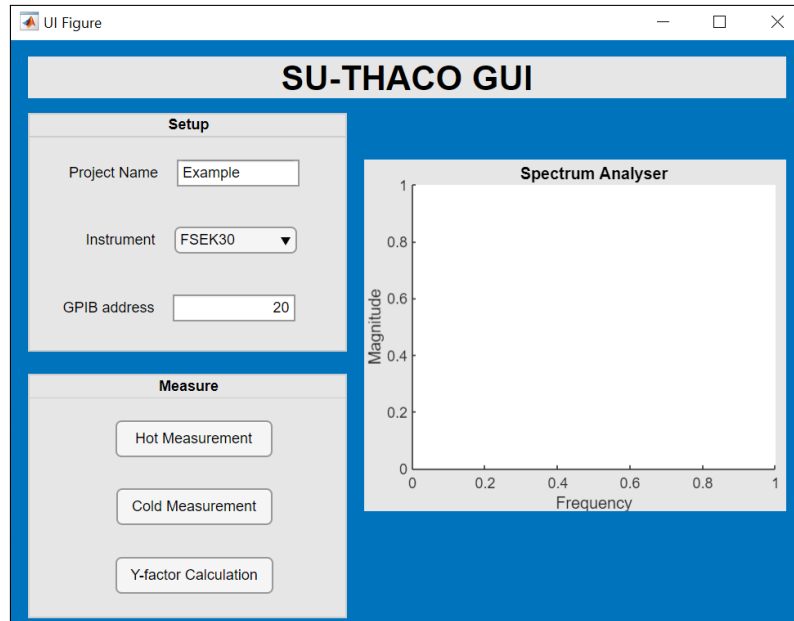 UI Figure
SU-THACO GUI
Setup
Project Name Example
Instrument FSEK30
GPIB address 20
Measure
Hot Measurement
Cold Measurement
Y-factor Calculation
Spectrum Analyser
1
0.8
0.6
0.4
0.2
0
Magnitude
0 0.2 0.4 0.6 0.8 1
Frequency